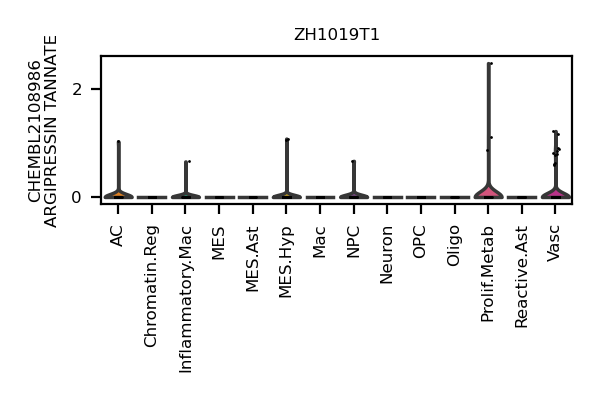 ZH1019T1
CHEMBL2108986
ARGIPRESSIN TANNATE
2
0
AC
Chromatin.Reg
Inflammatory.Mac
MES
MES.Ast
MES.Hyp
Mac
NPC
Neuron
OPC
Oligo
Prolif.Metab
Reactive.Ast
Vasc